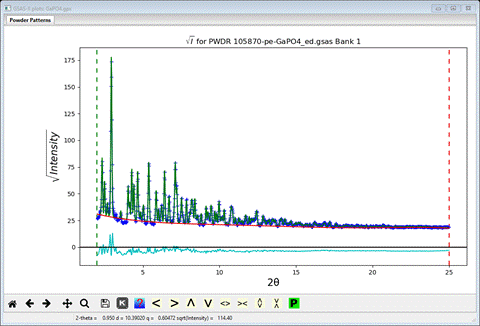 GSAS-II plots: GaPO4.gpx
Powder Patterns
√I for PWDR 105870-pe-GaPO4_ed.gsas Bank 1
175
150
125
100
75
50
25
0
√Intensity
5
10
15
20
25
2θ
K
P
2-theta = 0.950 d = 10.39020 q = 0.60472 sqrt(Intensity) = 114.40